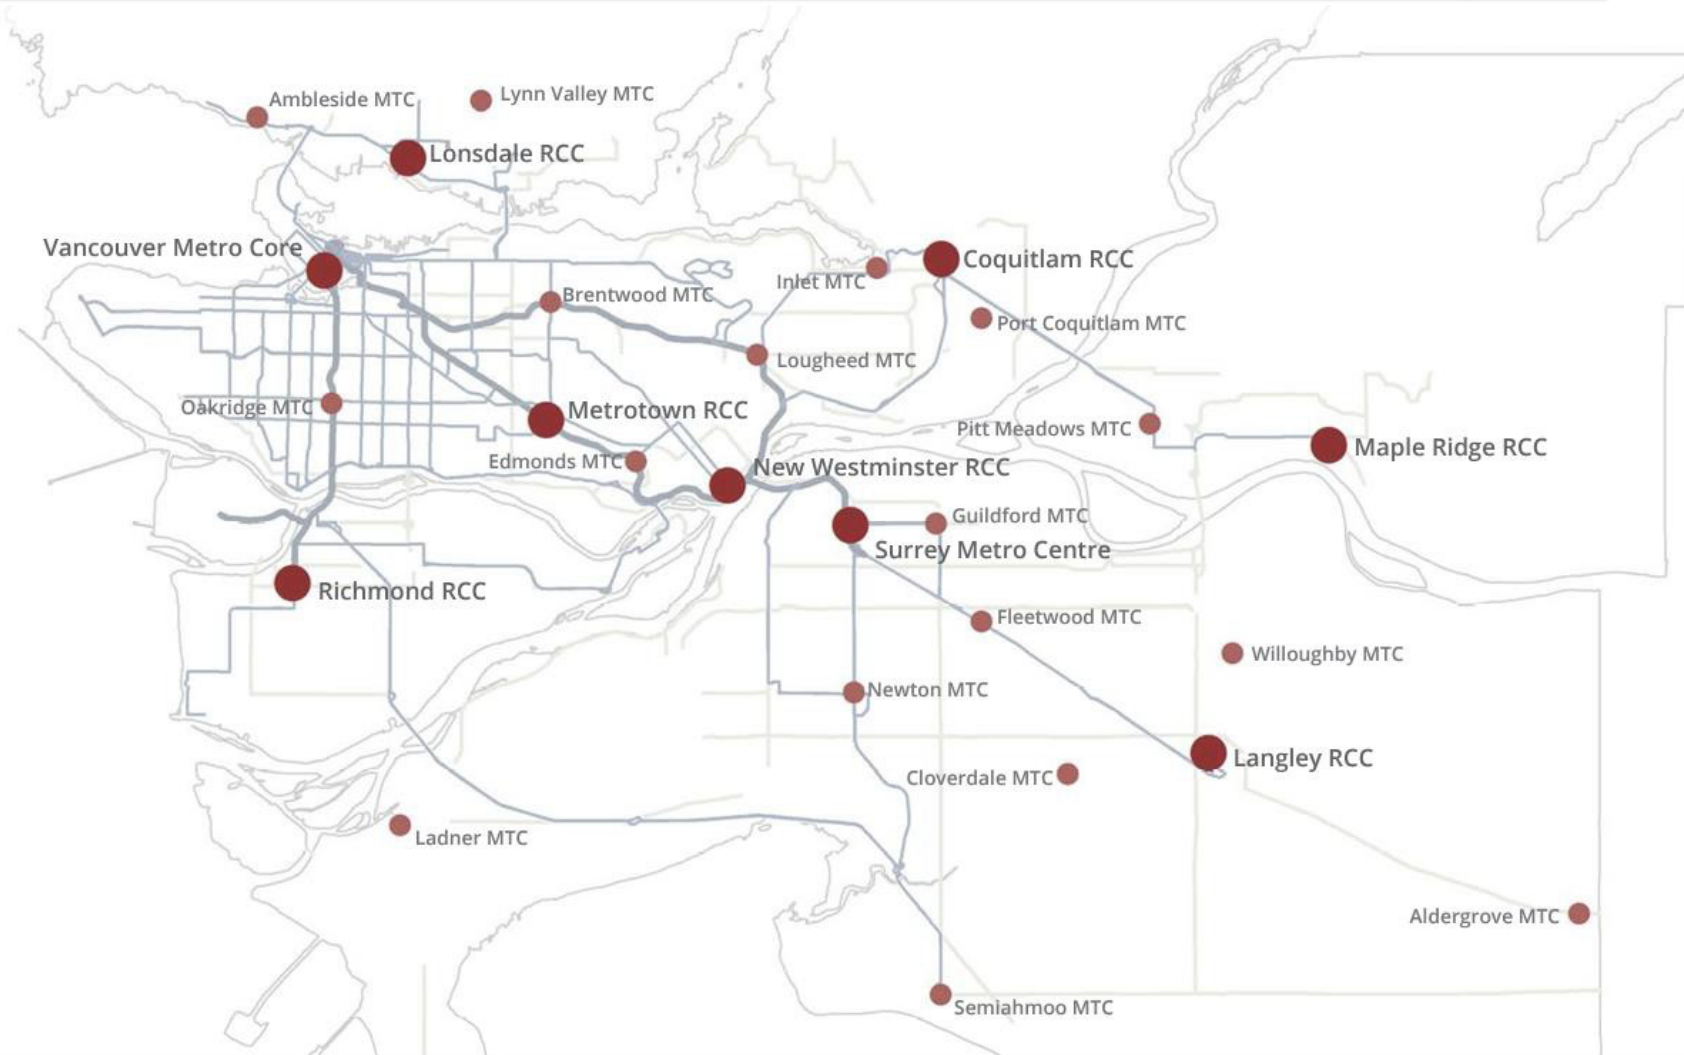 Ambleside MTC
Lynn Valley MTC
Lonsdale RCC
Vancouver Metro Core
Coquitlam RCC
Inlet MTC
Brentwood MTC
Port Coquitlam MTC
Lougheed MTC
Oakridge MTC
Metrotown RCC
Pitt Meadows MTC
Maple Ridge RCC
Edmonds MTC
New Westminster RCC
Guildford MTC
Surrey Metro Centre
Richmond RCC
Fleetwood MTC
Willoughby MTC
Newton MTC
Langley RCC
Cloverdale MTC
Ladner MTC
Aldergrove MTC
Semiahmoo MTC